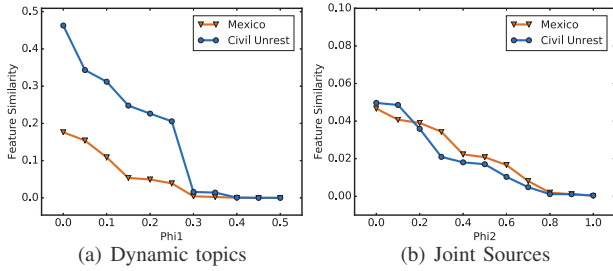 0.5
0.4
0.3
0.2
0.1
0.0
Feature Similarity
Mexico
Civil Unrest
0.0 0.1 0.2 0.3 0.4 0.5
Phi1
(a) Dynamic topics
0.10
0.08
0.06
0.04
0.02
0.00
Feature Similarity
Mexico
Civil Unrest
0.0 0.2 0.4 0.6 0.8 1.0
Phi2
(b) Joint Sources